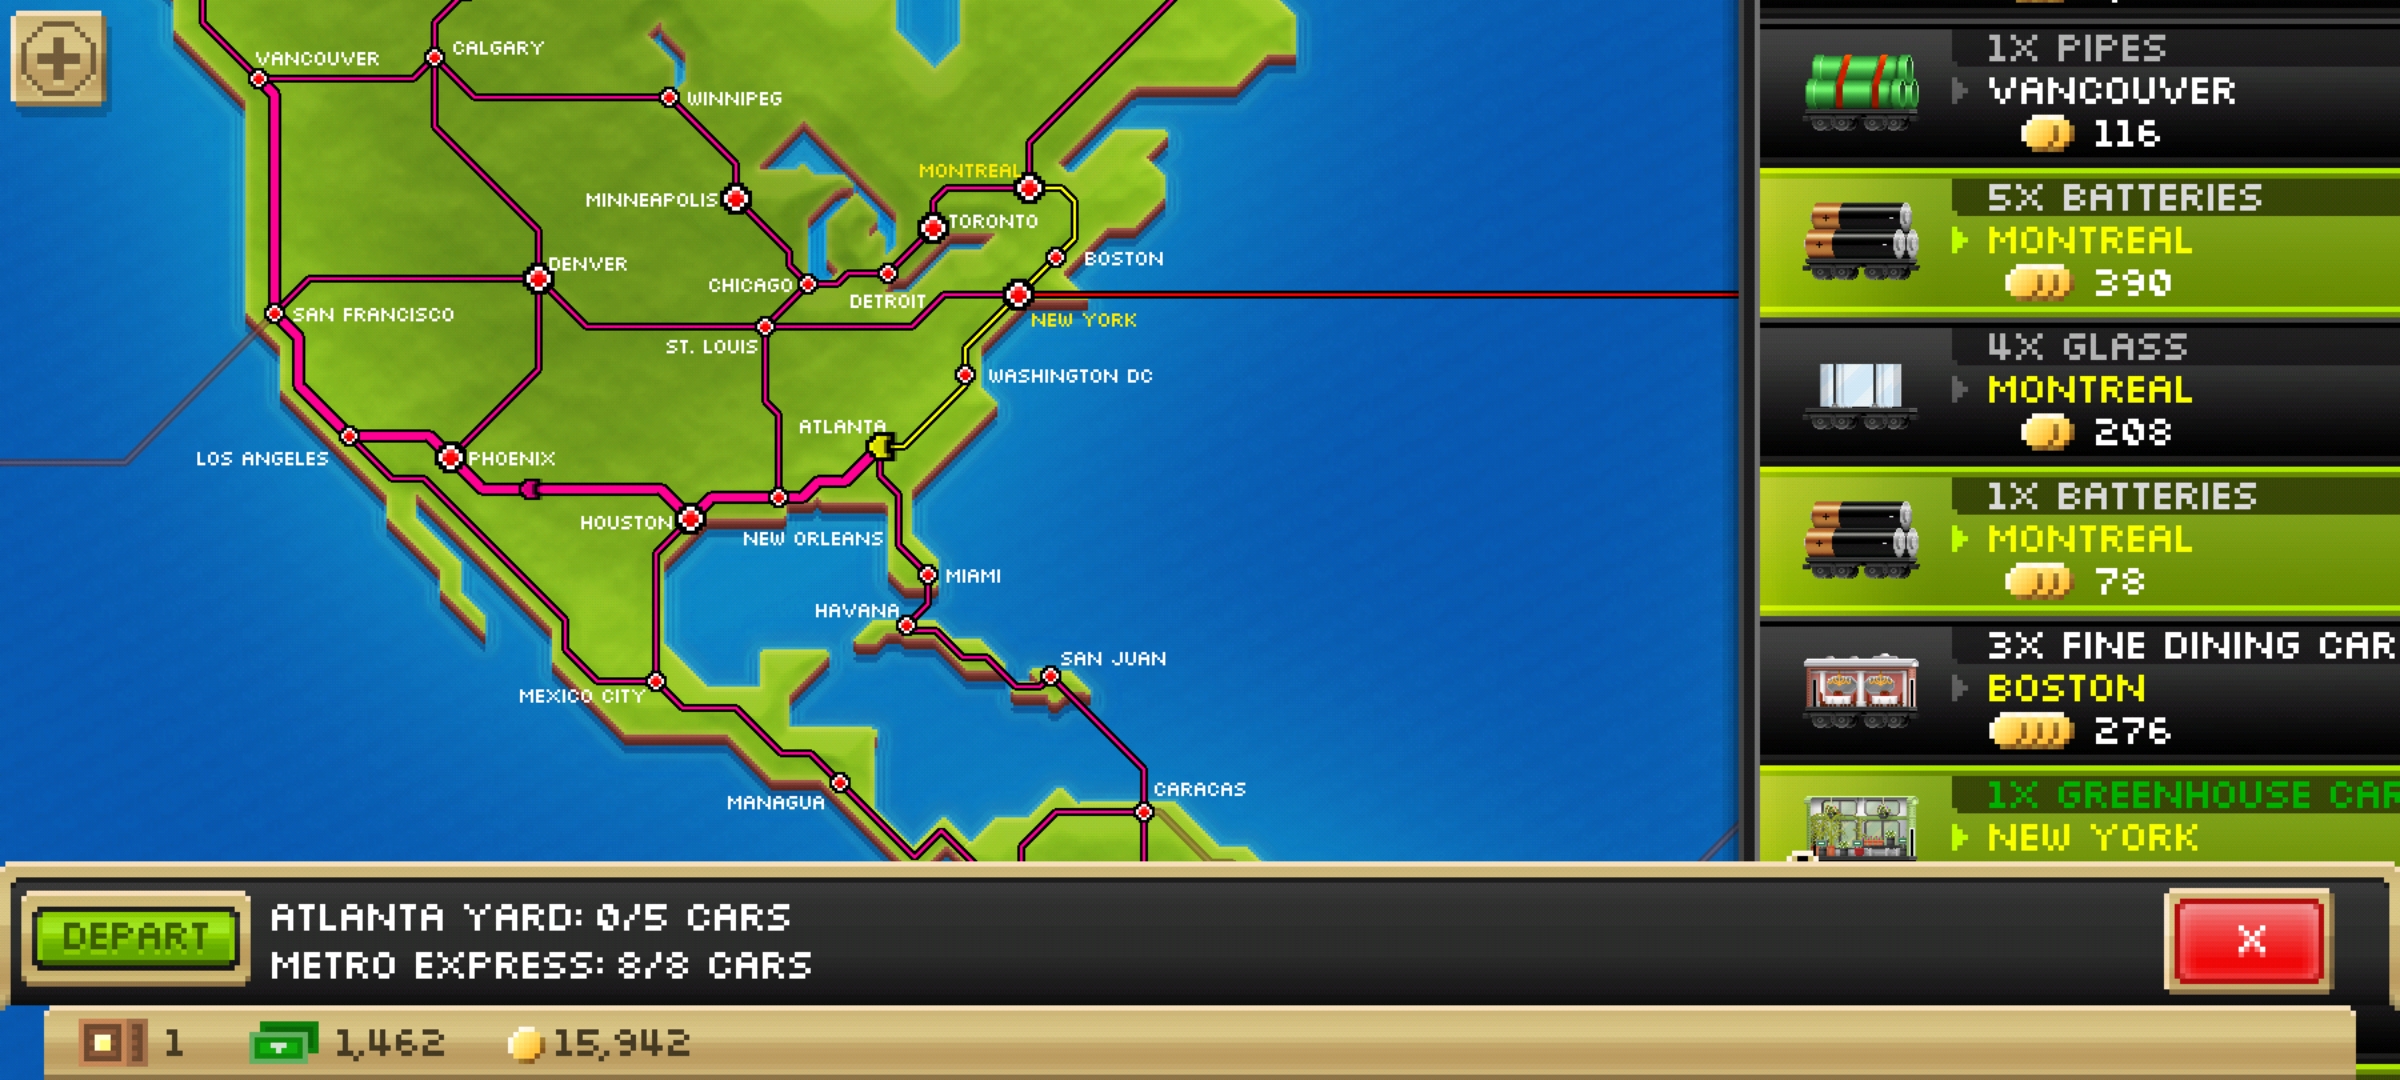 VANCOUVER
CALGARY
WINNIPEG
MONTREAL
MINNEAPOLIS
TORONTO
DENVER
BOSTON
CHICAGO
DETROIT
SAN FRANCISCO
NEW YORK
ST. LOUIS
WASHINGTON DC
ATLANTA
LOS ANGELES
PHOENIX
HOUSTON
NEW ORLEANS
MIAMI
HAVANA
SAN JUAN
MEXICO CITY
MANAGUA
CARACAS
1X PIPES
VANCOUVER
116
5X BATTERIES
MONTREAL
390
4X GLASS
MONTREAL
208
1X BATTERIES
MONTREAL
78
3X FINE DINING CAR
BOSTON
276
1X GREENHOUSE CAR
NEW YORK
DEPART
ATLANTA YARD: 0/5 CARS
METRO EXPRESS: 8/8 CARS
X
1
1,462
15,942